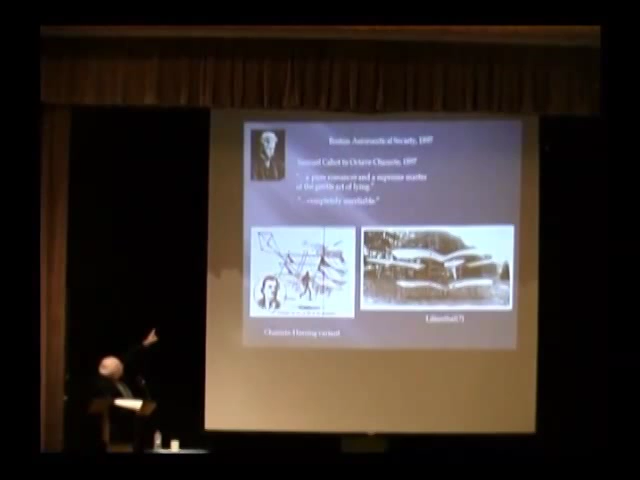 Boston Aeronautical Society, 1897
Samuel Cabot to Octave Chanute, 1897
"... a pure romancer and a supreme master
of the gentle art of lying."
"...completely unreliable."
Chanute-Herring variant
Lilienthal(?)